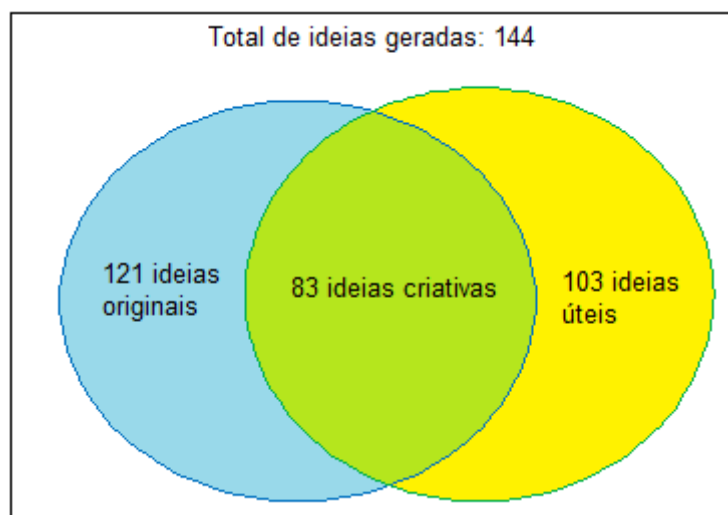 Total de ideias geradas: 144
121 ideias
originais
83 ideias criativas
103 ideias
úteis